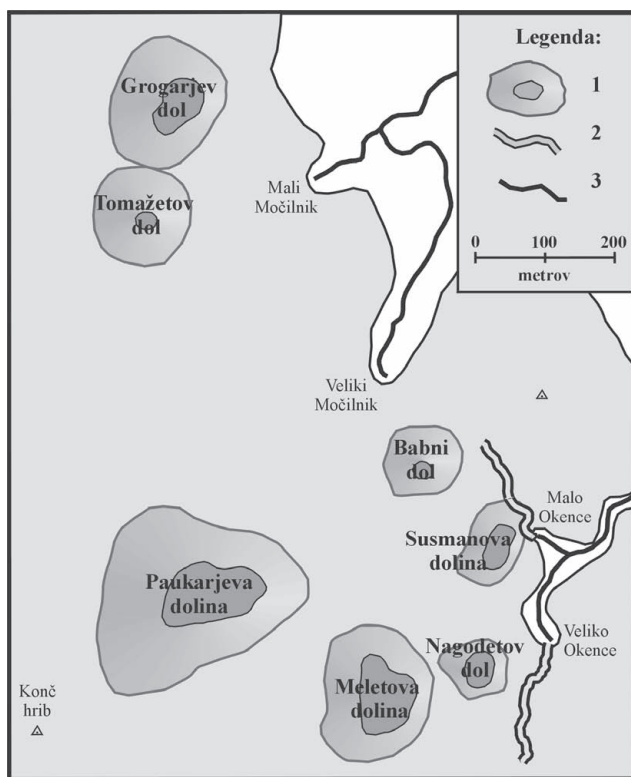 Legenda:
1
2
3
0 100 200
metrov
Grogarjev
dol
Tomažetov
dol
Mali
Močilnik
Veliki
Močilnik
Babni
dol
Malo
Okence
Susmanova
dolina
Paukarjeva
dolina
Nagodetov
dol
Veliko
Okence
Meletova
dolina
Konč
hrib